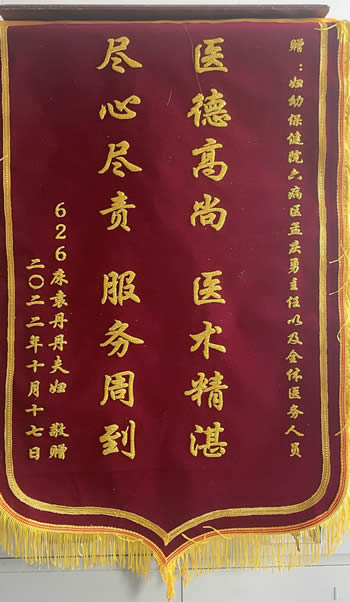 赠：妇幼保健院六病区孟庆勇主任以及全体医务人员
医德高尚 医术精湛
尽心尽责 服务周到
626床袁丹丹夫妇 敬赠
二〇二二年十月十七日